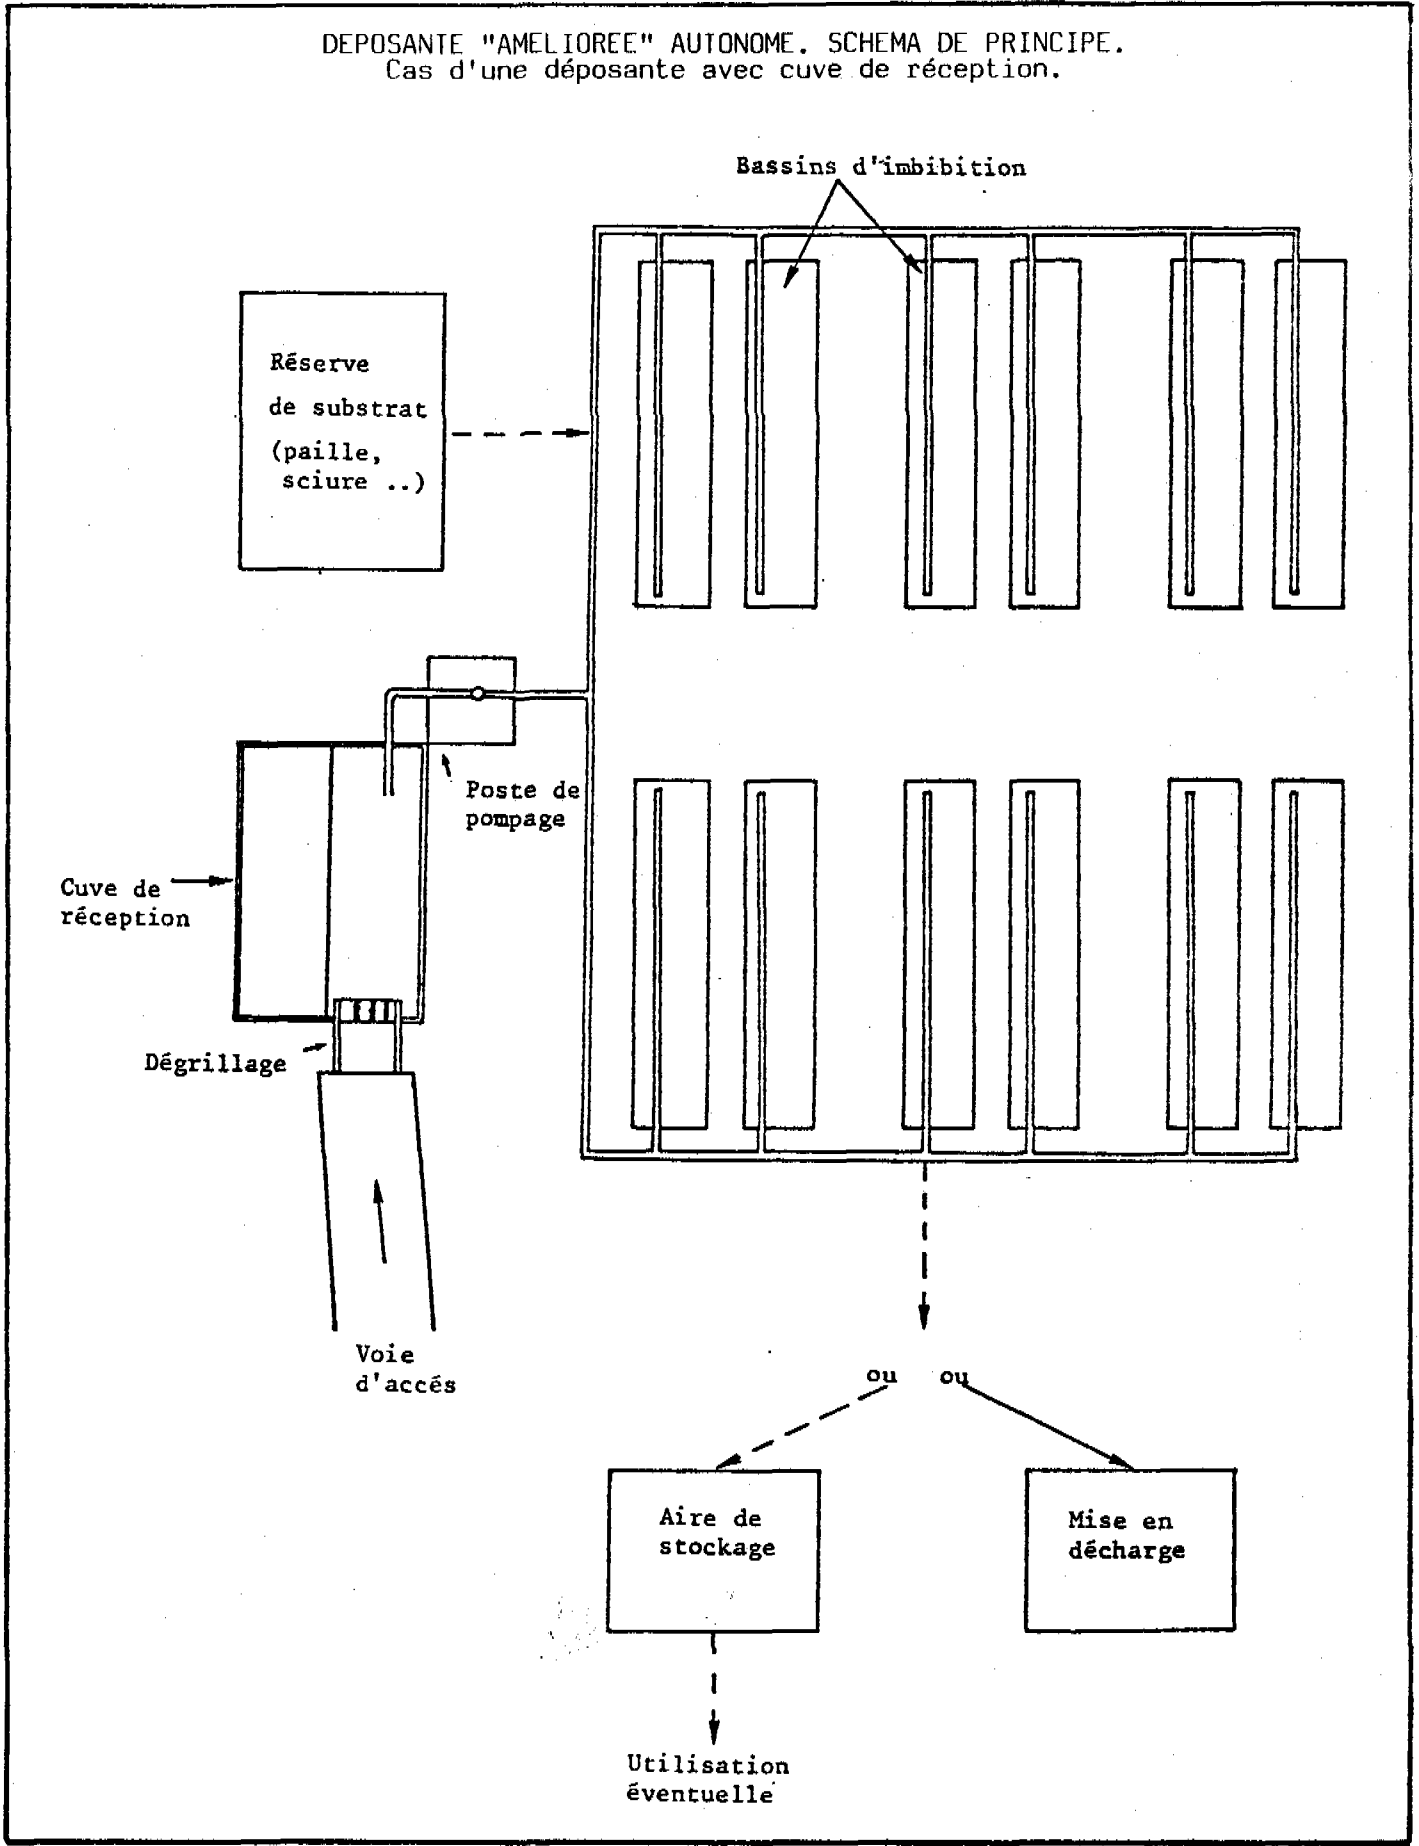 DEPOSANTE "AMELIOREE" AUTONOME. SCHEMA DE PRINCIPE.
Cas d'une déposante avec cuve de réception.
Bassins d'imbibition
Réserve
de substrat
(paille,
sciure ..)
Poste de
pompage
Cuve de
réception
Dégrillage
Voie
d'accés
ou ou
Aire de
stockage
Mise en
décharge
Utilisation
éventuelle